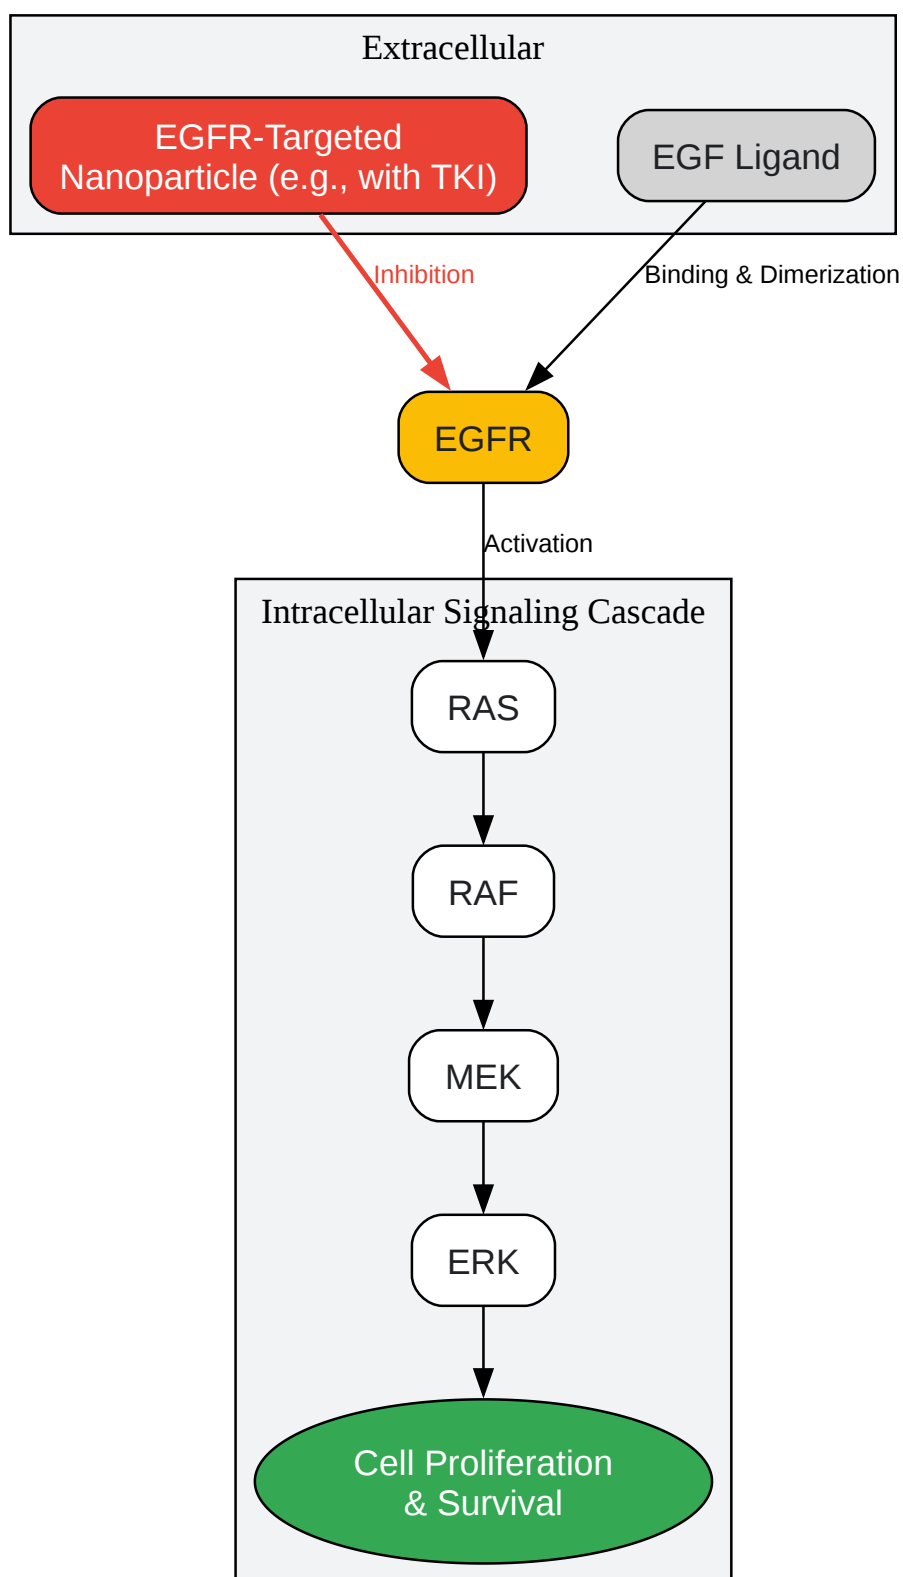 Extracellular
EGFR-Targeted
Nanoparticle (e.g., with TKI)
EGF Ligand
Inhibition
Binding & Dimerization
EGFR
Activation
Intracellular Signaling Cascade
RAS
RAF
MEK
ERK
Cell Proliferation
& Survival